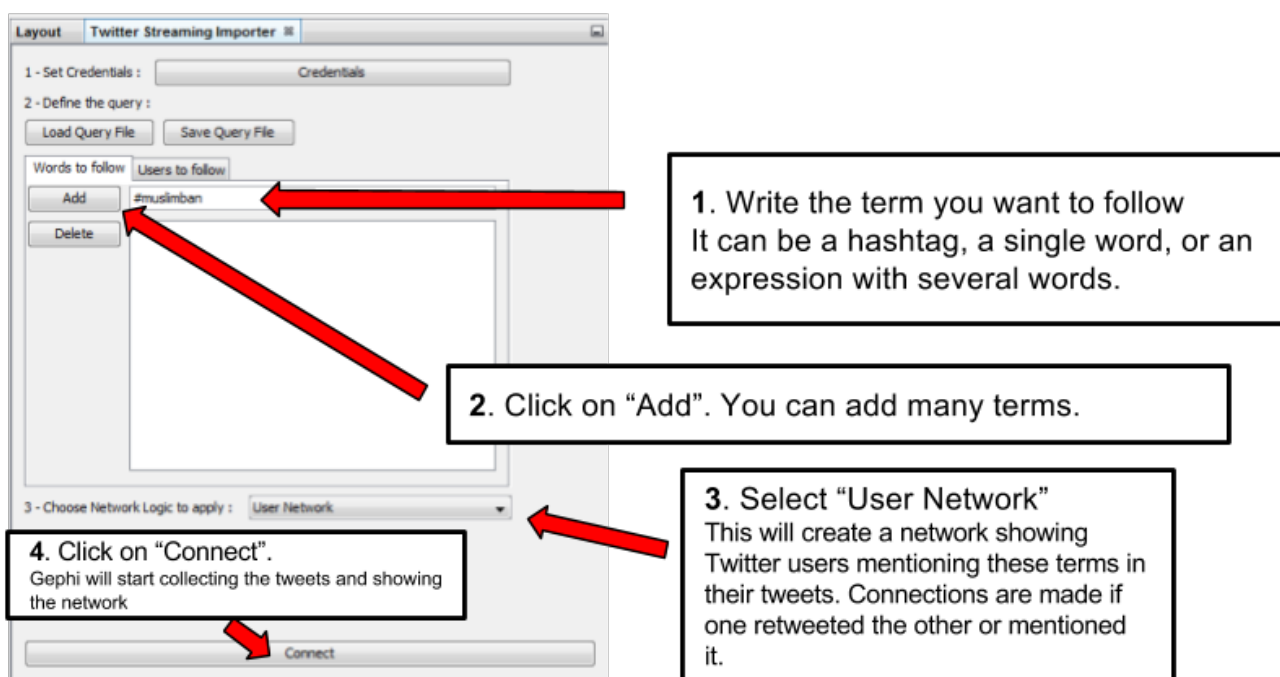 Layout Twitter Streaming Importer
1 - Set Credentials : Credentials
2 - Define the query :
Load Query File Save Query File
Words to follow Users to follow
Add #muslimban
Delete
1. Write the term you want to follow
It can be a hashtag, a single word, or an
expression with several words.
2. Click on “Add”. You can add many terms.
3 - Choose Network Logic to apply : User Network
3. Select “User Network”
This will create a network showing
Twitter users mentioning these terms in
their tweets. Connections are made if
one retweeted the other or mentioned
it.
4. Click on “Connect”.
Gephi will start collecting the tweets and showing
the network
Connect